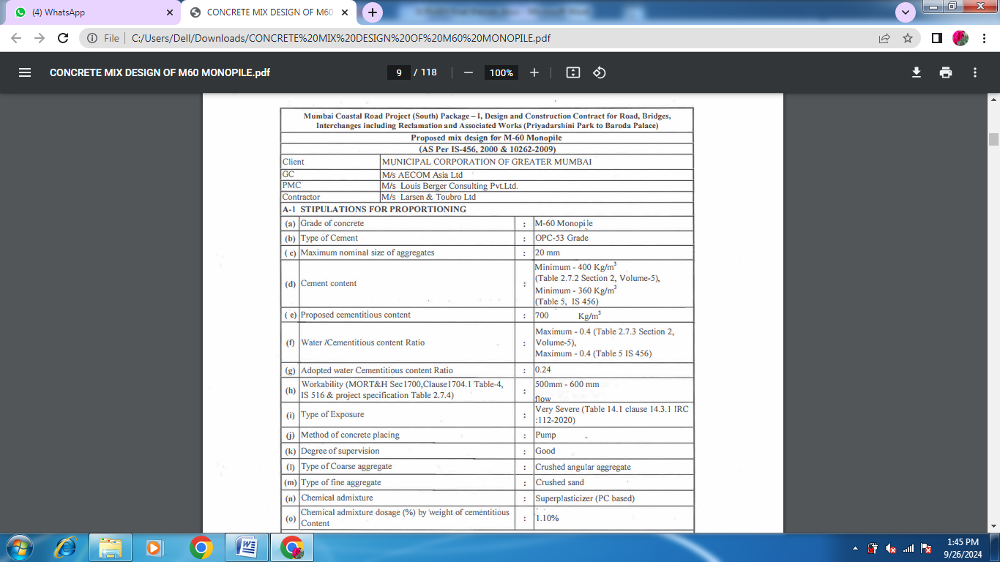 (4) WhatsApp
CONCRETE MIX DESIGN OF M60
File
C:/Users/Dell/Downloads/CONCRETE%20MIX%20DESIGN%20OF%20M60%20MONOPILE.pdf
CONCRETE MIX DESIGN OF M60 MONOPILE.pdf
9 / 118
100%
Mumbai Coastal Road Project (South) Package – I, Design and Construction Contract for Road, Bridges,
Interchanges including Reclamation and Associated Works (Priyadarshini Park to Baroda Palace)
Proposed mix design for M-60 Monopile
(AS Per IS-456, 2000 & 10262-2009)
Client MUNICIPAL CORPORATION OF GREATER MUMBAI
GC M/s AECOM Asia Ltd
PMC M/s Louis Berger Consulting Pvt.Ltd.
Contractor M/s Larsen & Toubro Ltd
A-1 STIPULATIONS FOR PROPORTIONING
(a) Grade of concrete : M-60 Monopile
(b) Type of Cement : OPC-53 Grade
( c) Maximum nominal size of aggregates : 20 mm
(d) Cement content :
Minimum - 400 Kg/m³
(Table 2.7.2 Section 2, Volume-5),
Minimum - 360 Kg/m³
(Table 5, IS 456)
( e) Proposed cementitious content : 700 Kg/m³
(f) Water /Cementitious content Ratio :
Maximum - 0.4 (Table 2.7.3 Section 2,
Volume-5),
Maximum - 0.4 (Table 5 IS 456)
(g) Adopted water Cementitious content Ratio : 0.24
(h) Workability (MORT&H Sec1700,Clause1704.1 Table-4,
IS 516 & project specification Table 2.7.4) :
500mm - 600 mm
flow
(i) Type of Exposure :
Very Severe (Table 14.1 clause 14.3.1 IRC
:112-2020)
(j) Method of concrete placing : Pump
(k) Degree of supervision : Good
(l) Type of Coarse aggregate : Crushed angular aggregate
(m) Type of fine aggregate : Crushed sand
(n) Chemical admixture : Superplasticizer (PC based)
(o) Chemical admixture dosage (%) by weight of cementitious
Content : 1.10%
1:45 PM
9/26/2024